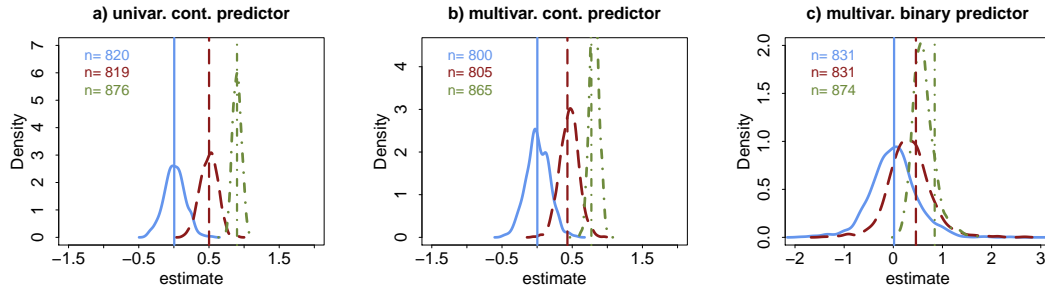 a) univar. cont. predictor
n= 820
n= 819
n= 876
Density
0 1 2 3 4 5 6 7
−1.5 −0.5 0.5 1.5
estimate
b) multivar. cont. predictor
n= 800
n= 805
n= 865
Density
0 1 2 3 4
−1.5 −0.5 0.5 1.5
estimate
c) multivar. binary predictor
n= 831
n= 831
n= 874
Density
0.0 0.5 1.0 1.5 2.0
−2 −1 0 1 2 3
estimate